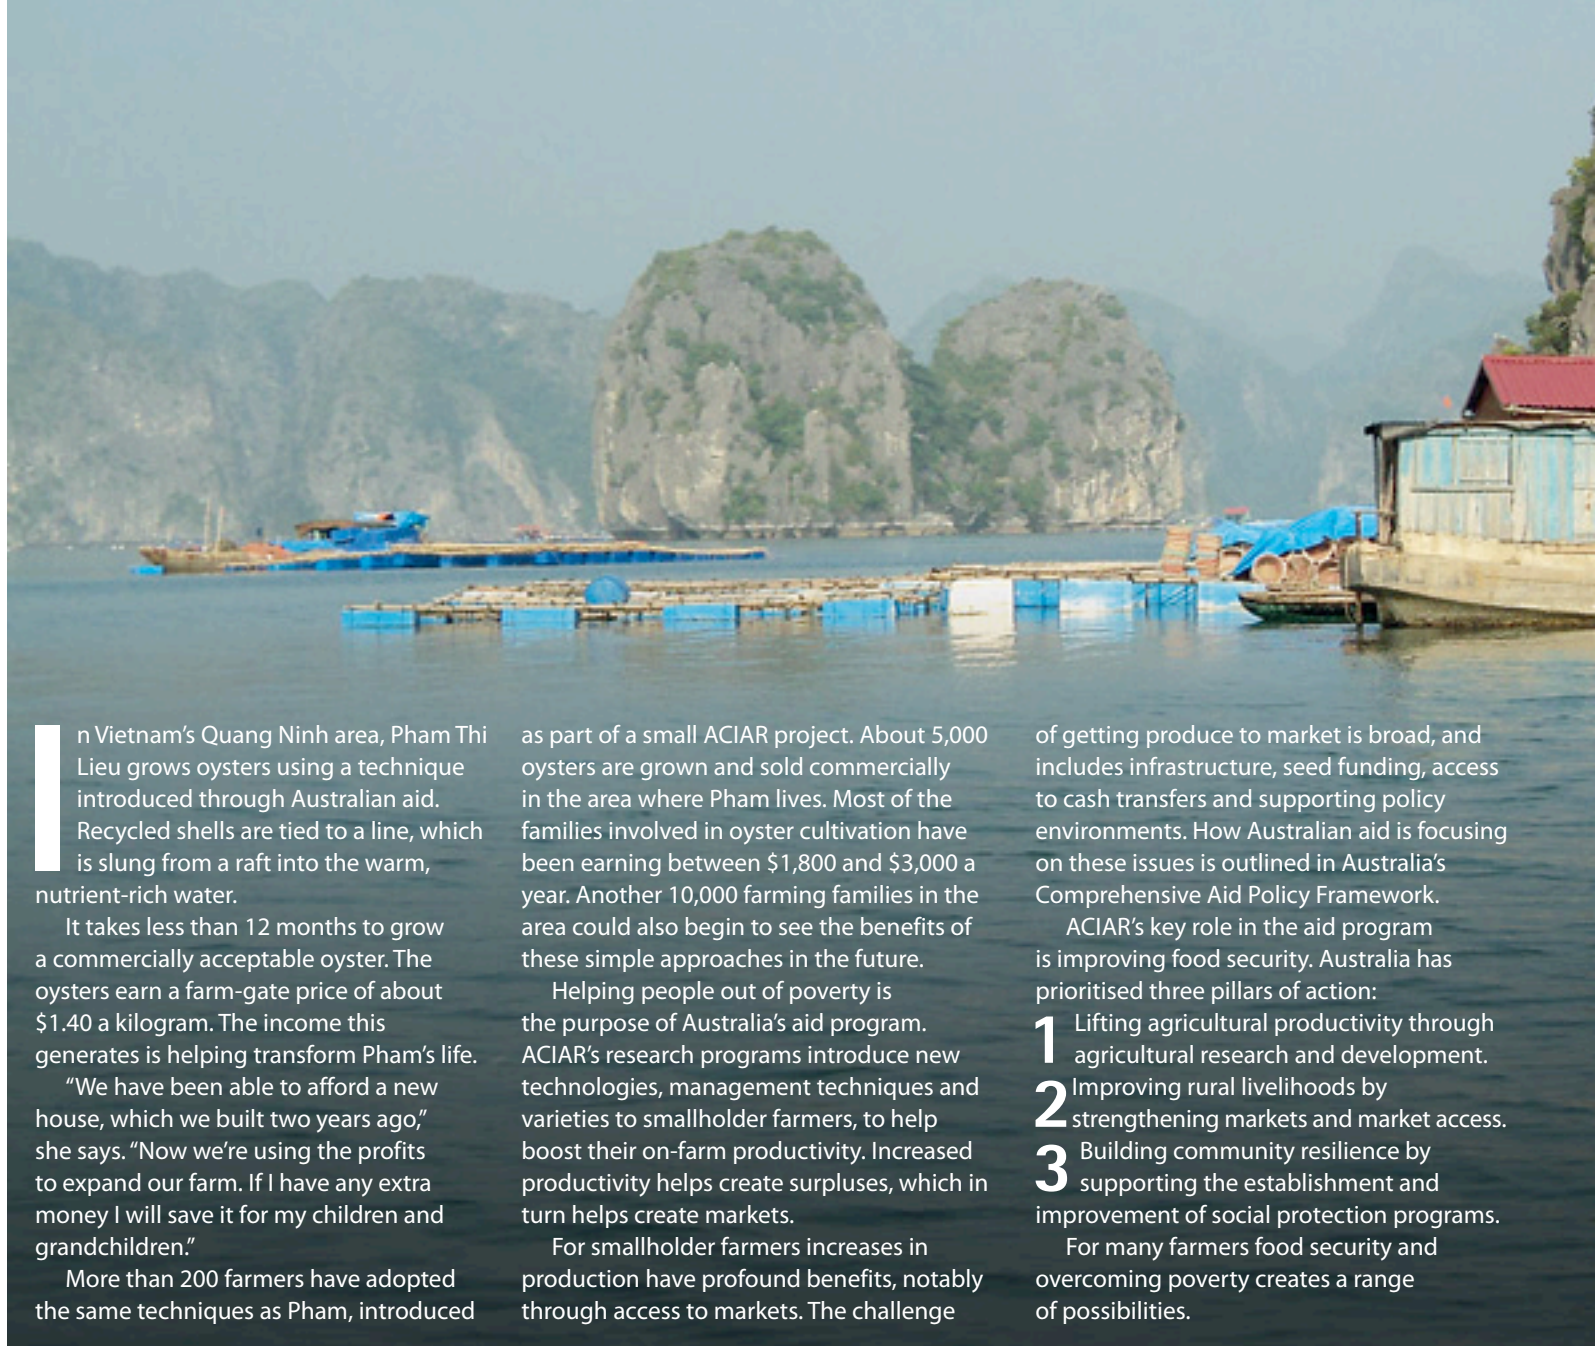 In Vietnam's Quang Ninh area, Pham Thi
Lieu grows oysters using a technique
introduced through Australian aid.
Recycled shells are tied to a line, which
is slung from a raft into the warm,
nutrient-rich water.
It takes less than 12 months to grow
a commercially acceptable oyster. The
oysters earn a farm-gate price of about
$1.40 a kilogram. The income this
generates is helping transform Pham's life.
“We have been able to afford a new
house, which we built two years ago,”
she says. “Now we're using the profits
to expand our farm. If I have any extra
money I will save it for my children and
grandchildren.”
More than 200 farmers have adopted
the same techniques as Pham, introduced
as part of a small ACIAR project. About 5,000
oysters are grown and sold commercially
in the area where Pham lives. Most of the
families involved in oyster cultivation have
been earning between $1,800 and $3,000 a
year. Another 10,000 farming families in the
area could also begin to see the benefits of
these simple approaches in the future.
Helping people out of poverty is
the purpose of Australia's aid program.
ACIAR's research programs introduce new
technologies, management techniques and
varieties to smallholder farmers, to help
boost their on-farm productivity. Increased
productivity helps create surpluses, which in
turn helps create markets.
For smallholder farmers increases in
production have profound benefits, notably
through access to markets. The challenge
of getting produce to market is broad, and
includes infrastructure, seed funding, access
to cash transfers and supporting policy
environments. How Australian aid is focusing
on these issues is outlined in Australia's
Comprehensive Aid Policy Framework.
ACIAR's key role in the aid program
is improving food security. Australia has
prioritised three pillars of action:
1 Lifting agricultural productivity through
agricultural research and development.
2 Improving rural livelihoods by
strengthening markets and market access.
3 Building community resilience by
supporting the establishment and
improvement of social protection programs.
For many farmers food security and
overcoming poverty creates a range
of possibilities.